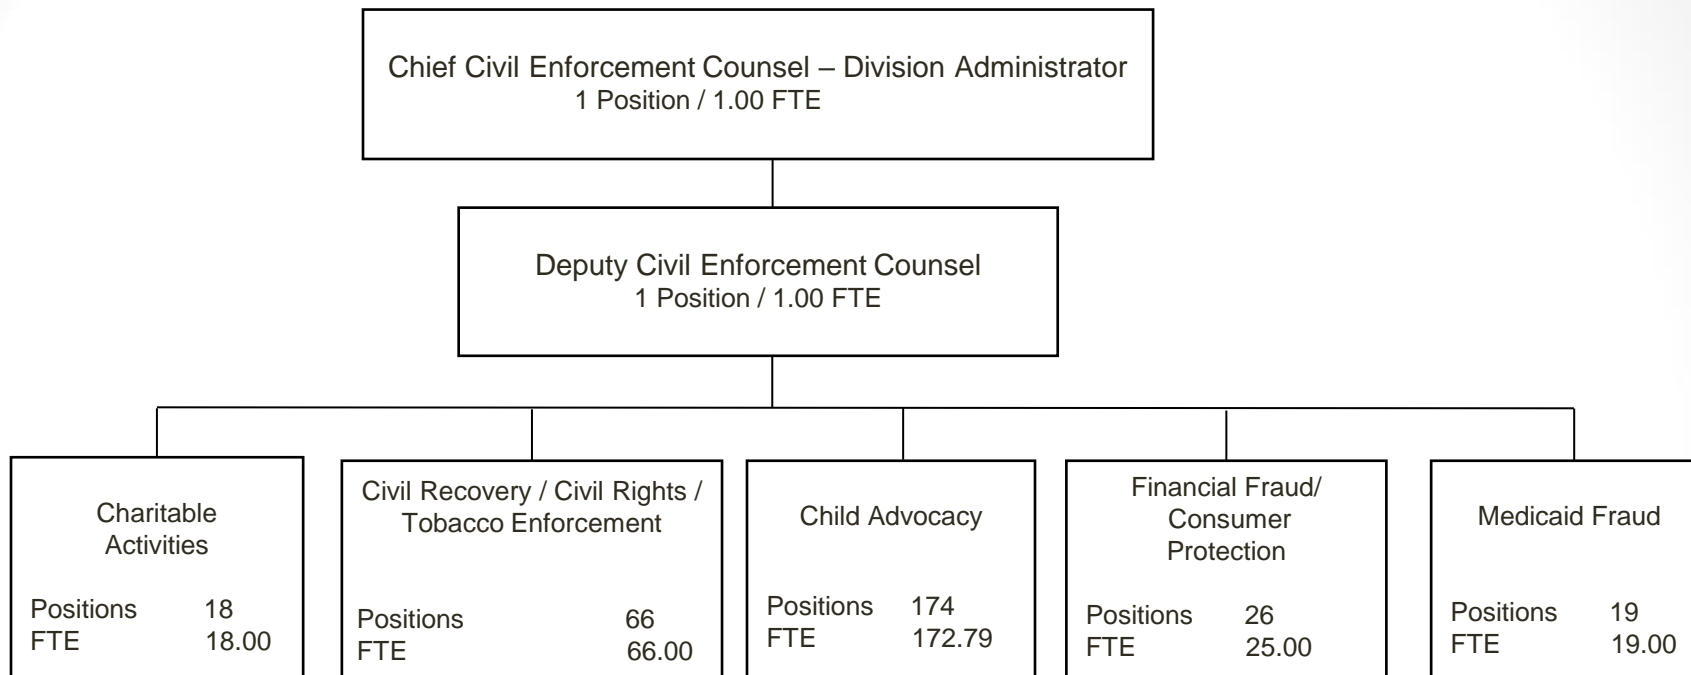 Chief Civil Enforcement Counsel – Division Administrator
1 Position / 1.00 FTE
Deputy Civil Enforcement Counsel
1 Position / 1.00 FTE
Charitable
Activities
Positions 18
FTE 18.00
Civil Recovery / Civil Rights /
Tobacco Enforcement
Positions 66
FTE 66.00
Child Advocacy
Positions 174
FTE 172.79
Financial Fraud/
Consumer
Protection
Positions 26
FTE 25.00
Medicaid Fraud
Positions 19
FTE 19.00